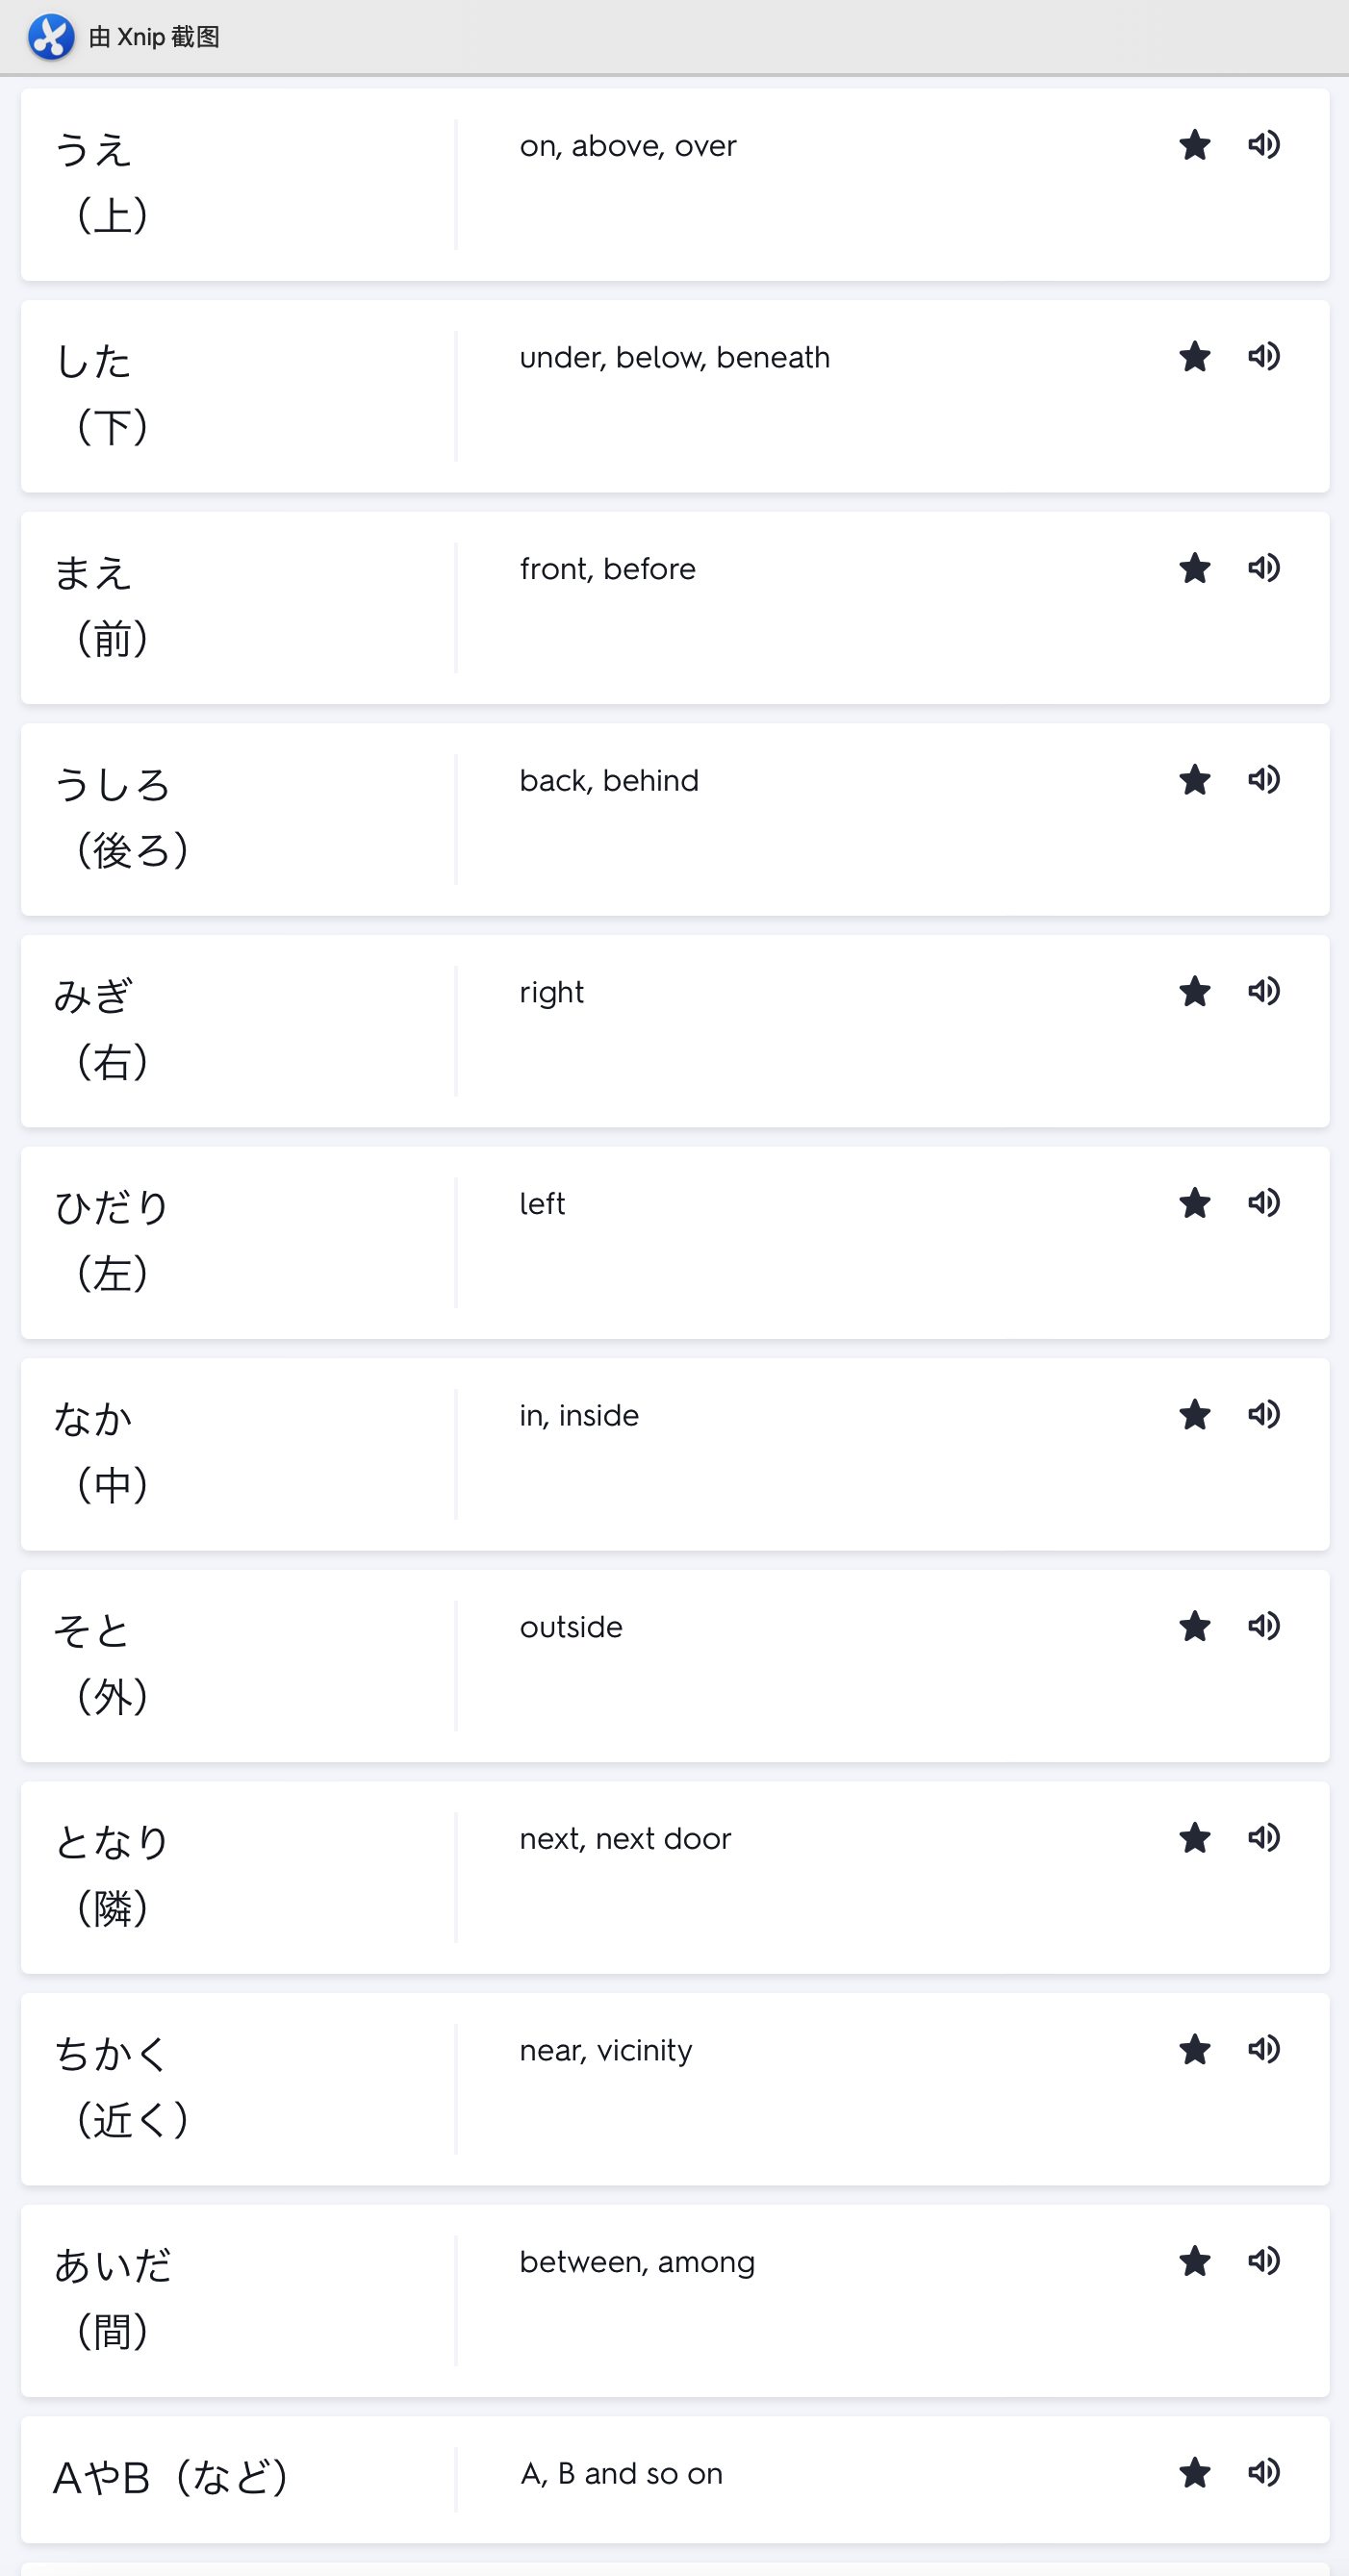 由 Xnip 截图
うえ
（上）
on, above, over
した
（下）
under, below, beneath
まえ
（前）
front, before
うしろ
（後ろ）
back, behind
みぎ
（右）
right
ひだり
（左）
left
なか
（中）
in, inside
そと
（外）
outside
となり
（隣）
next, next door
ちかく
（近く）
near, vicinity
あいだ
（間）
between, among
AやB（など）
A, B and so on